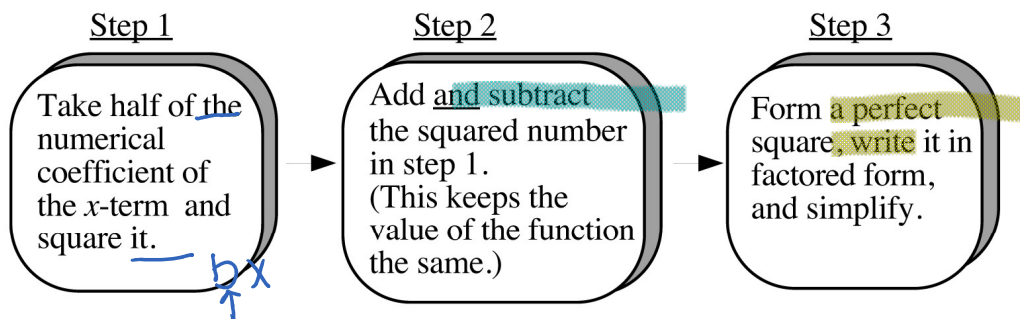 Step 1
Take half of the
numerical
coefficient of
the x-term and
square it.
bx
Step 2
Add and subtract
the squared number
in step 1.
(This keeps the
value of the function
the same.)
Step 3
Form a perfect
square, write it in
factored form,
and simplify.